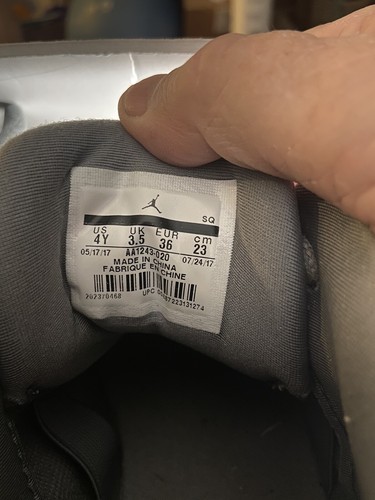 SQ
US UK EUR cm
4Y 3.5 36 23
05/17/17 AA1243-020 07/24/17
MADE IN CHINA
FABRIQUE EN CHINE
UPC